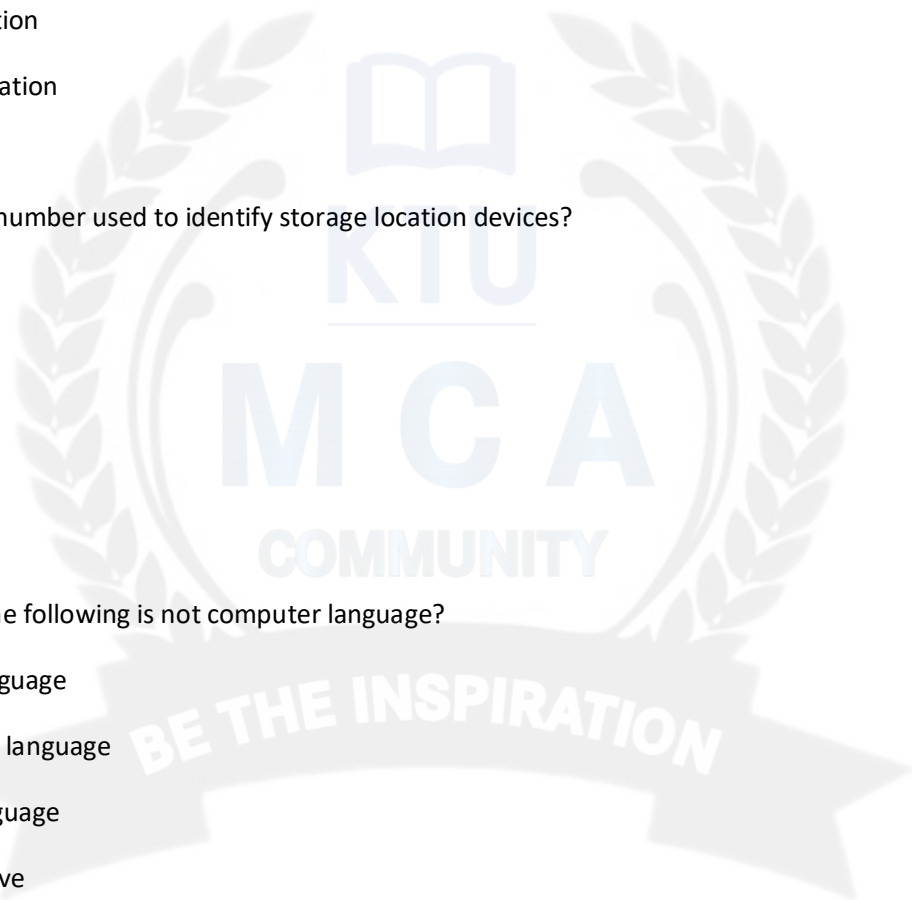 tion
ation
number used to identify storage location devices?
KTU
M C A
COMMUNITY
he following is not computer language?
guage
language
BE THE INSPIRATION
guage
ve